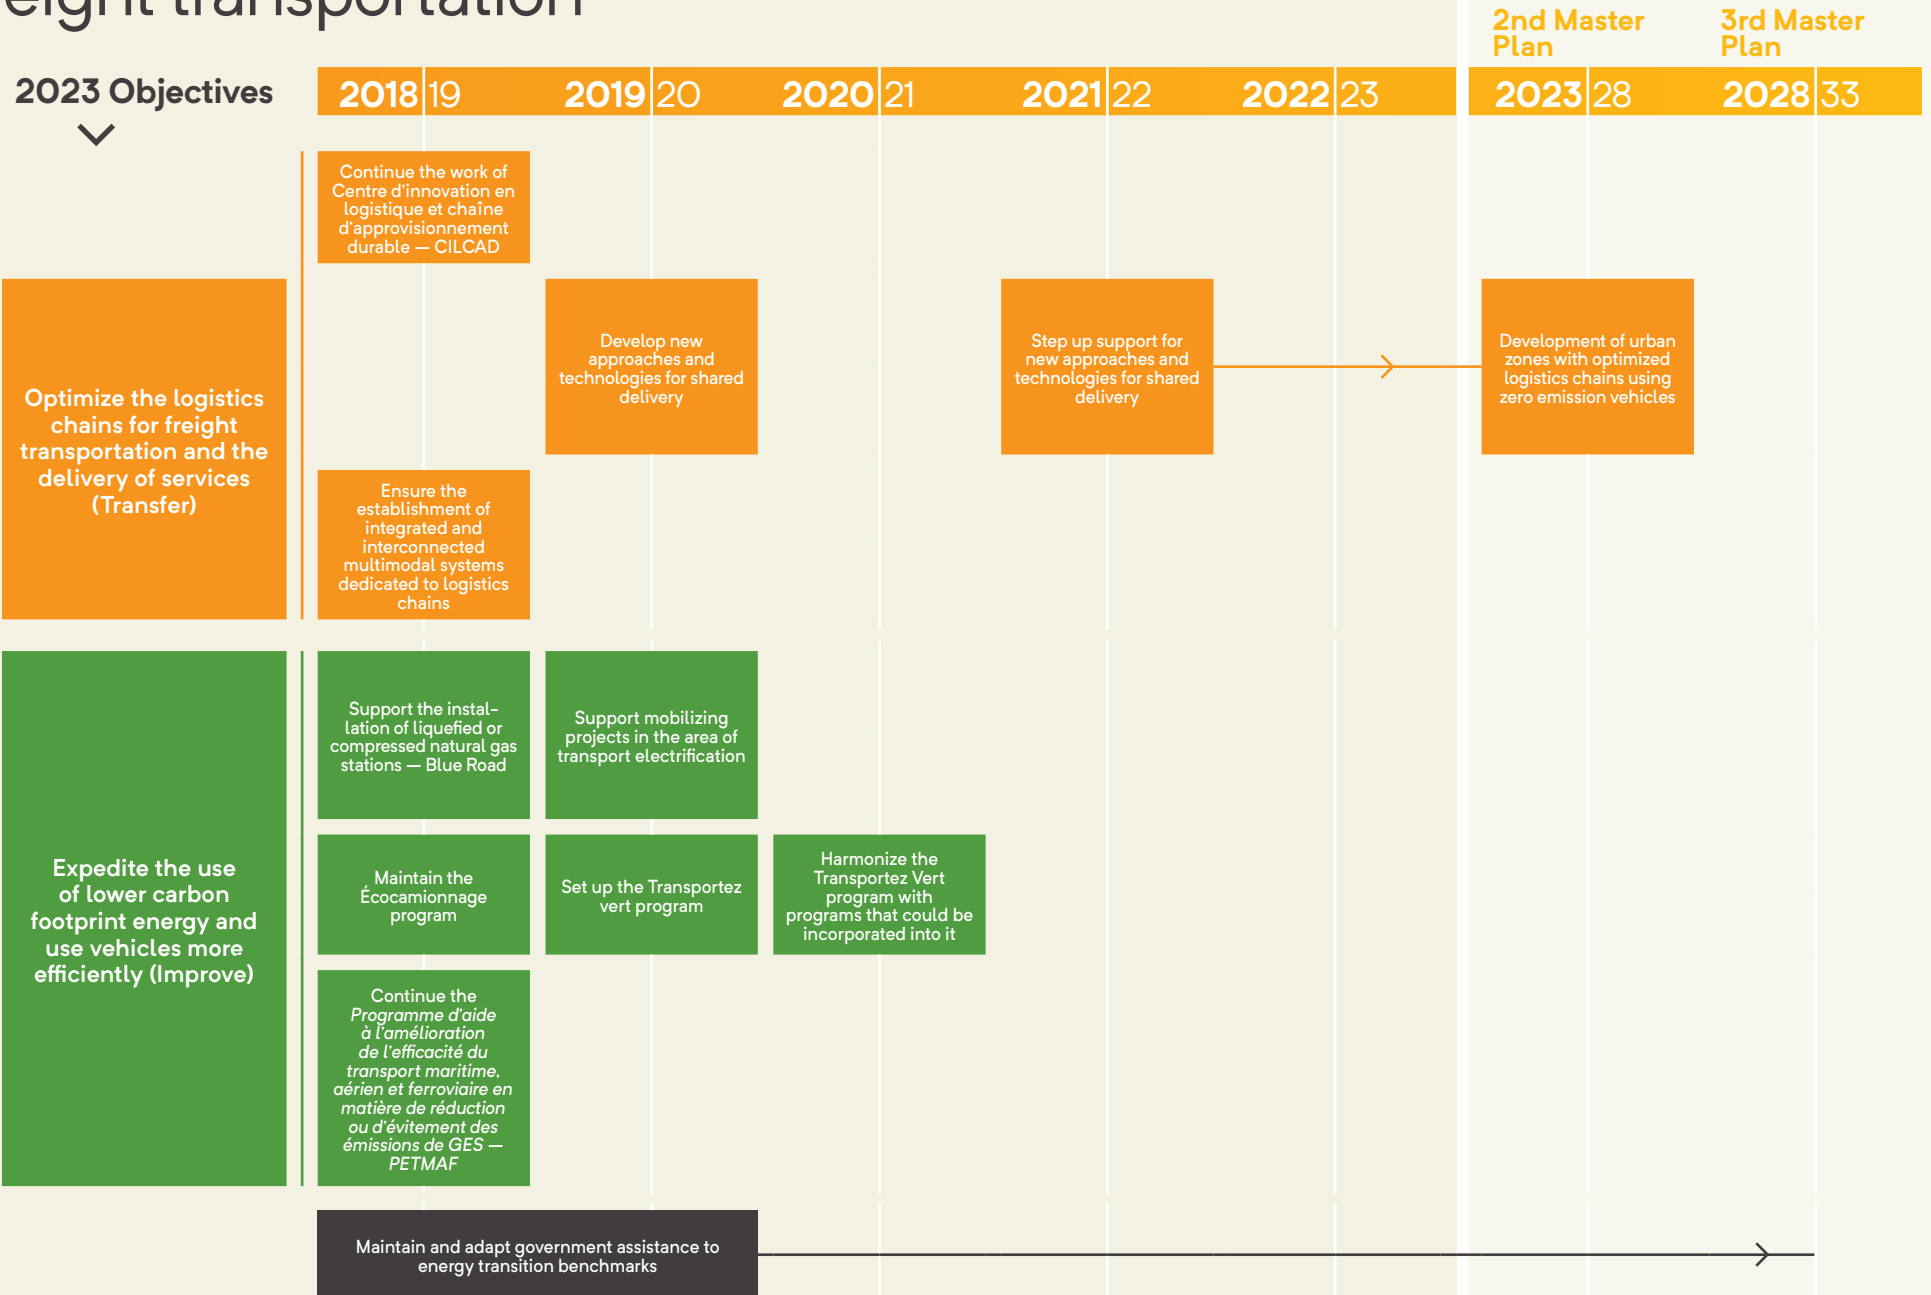 eight transportation
2nd Master
Plan
3rd Master
Plan
2023 Objectives
2018|19
2019|20
2020|21
2021|22
2022|23
2023|28
2028|33
Continue the work of
Centre d'innovation en
logistique et chaîne
d'approvisionnement
durable — CILCAD
Optimize the logistics
chains for freight
transportation and the
delivery of services
(Transfer)
Develop new
approaches and
technologies for shared
delivery
Step up support for
new approaches and
technologies for shared
delivery
Development of urban
zones with optimized
logistics chains using
zero emission vehicles
Ensure the
establishment of
integrated and
interconnected
multimodal systems
dedicated to logistics
chains
Expedite the use
of lower carbon
footprint energy and
use vehicles more
efficiently (Improve)
Support the instal-
lation of liquefied or
compressed natural gas
stations — Blue Road
Support mobilizing
projects in the area of
transport electrification
Maintain the
Écocamionnage
program
Set up the Transportez
vert program
Harmonize the
Transportez Vert
program with
programs that could be
incorporated into it
Continue the
Programme d'aide
à l'amélioration
de l'efficacité du
transport maritime,
aérien et ferroviaire en
matière de réduction
ou d'évitement des
émissions de GES —
PETMAF
Maintain and adapt government assistance to
energy transition benchmarks